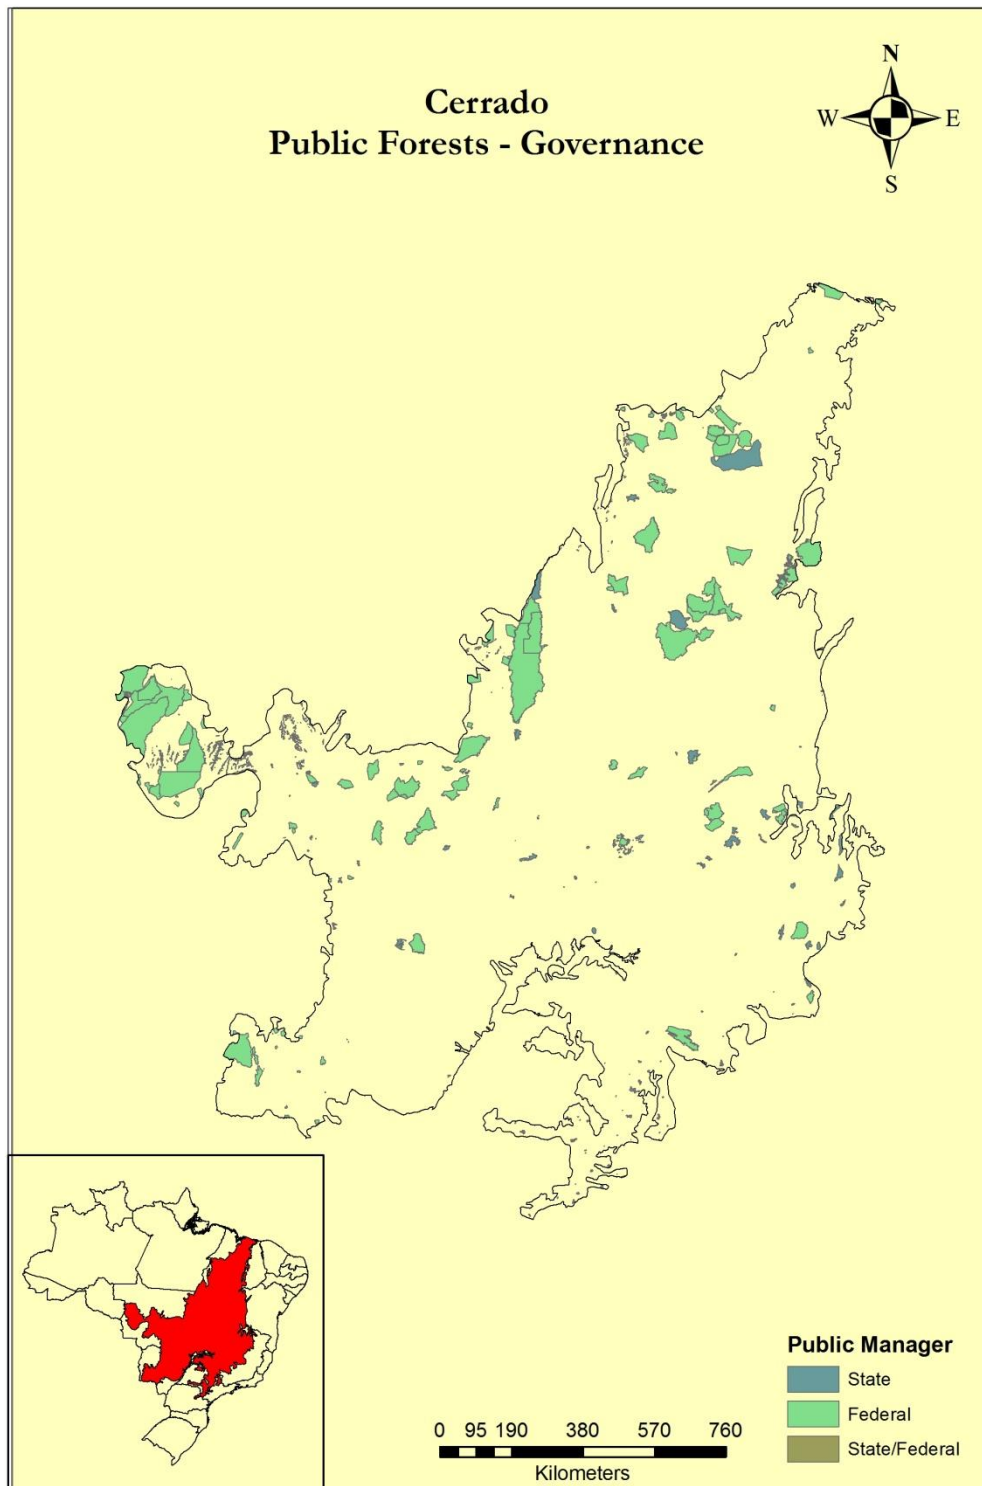 Cerrado
Public Forests - Governance
N
W
E
S
Public Manager
State
Federal
State/Federal
0 95 190 380 570 760
Kilometers